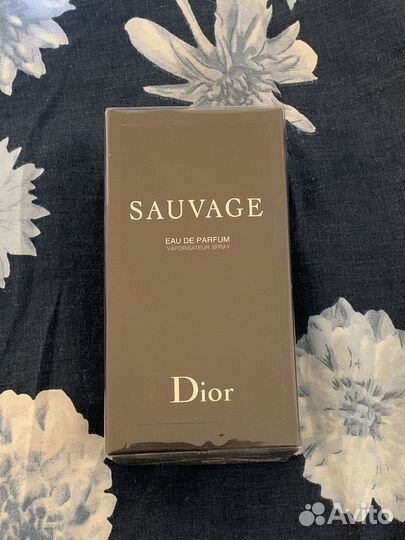 SAUVAGE
EAU DE PARFUM
VAPORISATEUR SPRAY
Dior
Avito